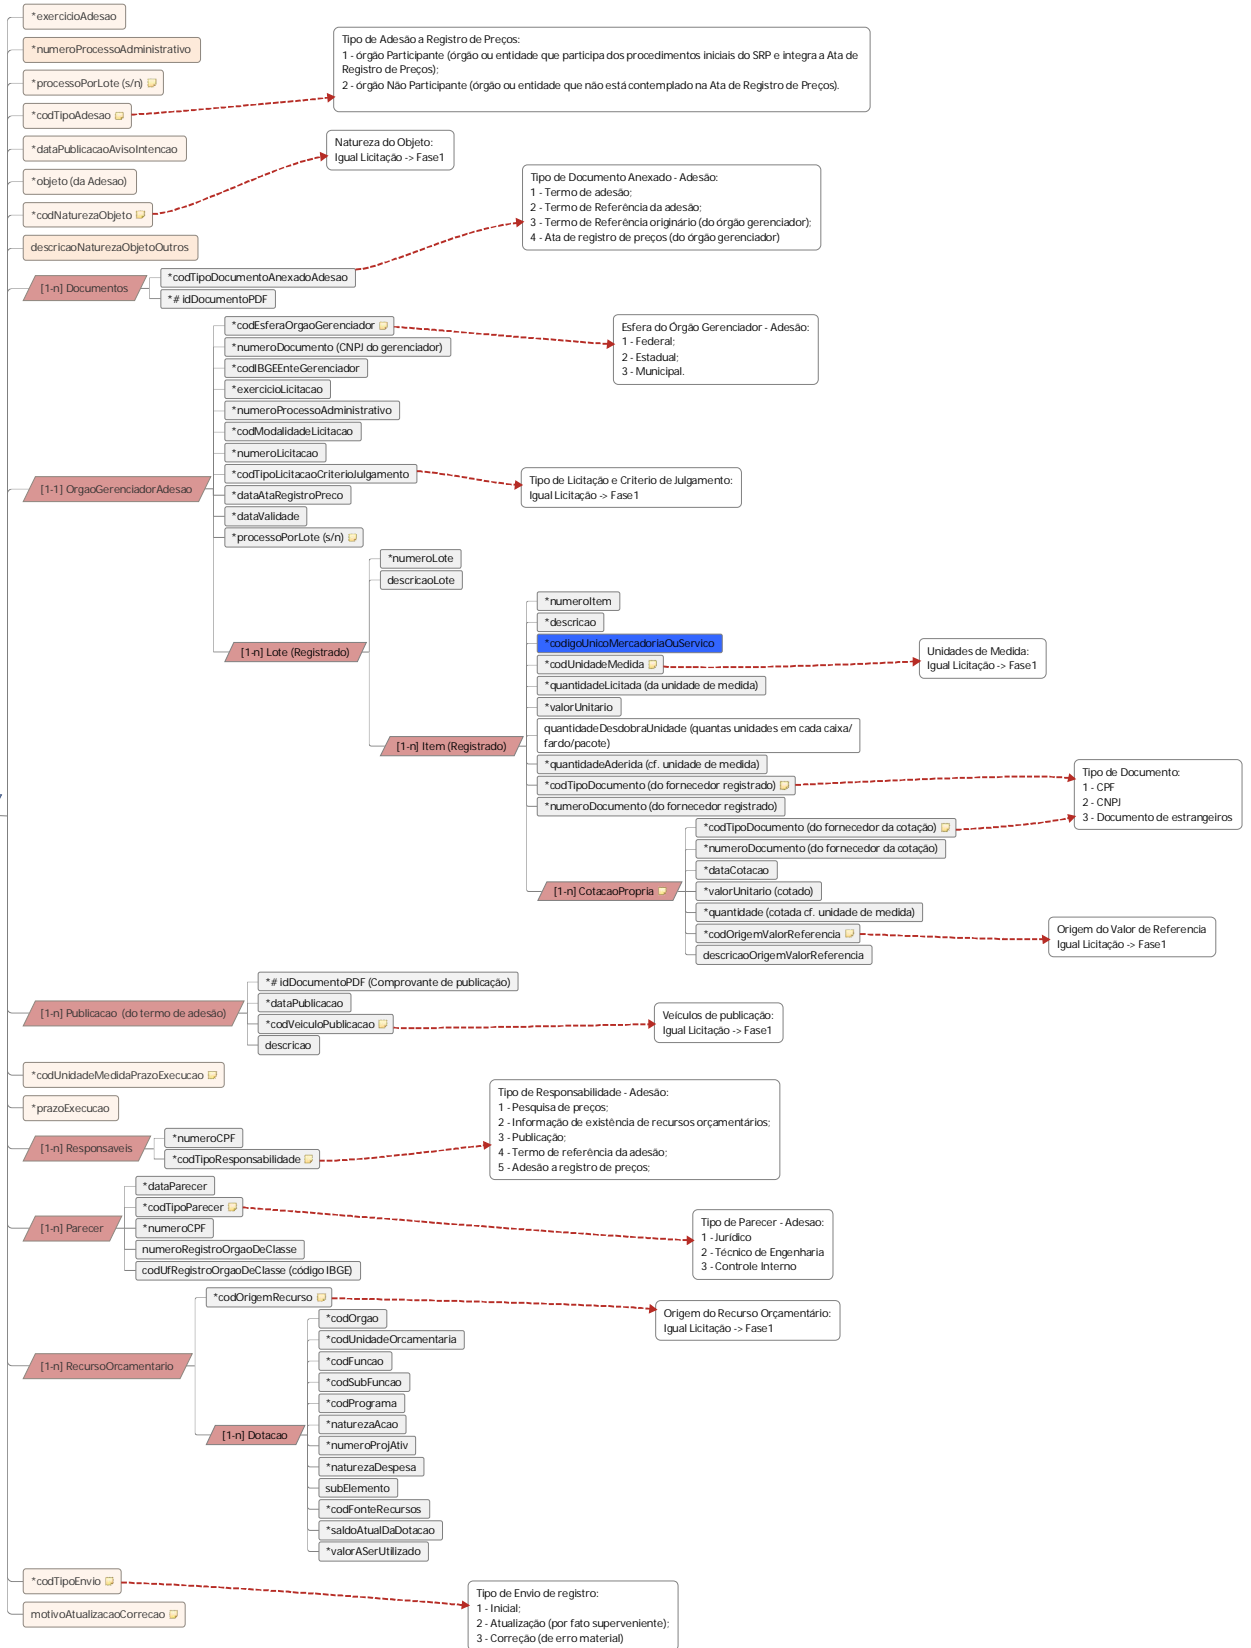 *exercicioAdesao
*numeroProcessoAdministrativo
*processoPorLote (s/n)
*codTipoAdesao
Tipo de Adesão a Registro de Preços:
1 - órgão Participante (órgão ou entidade que participa dos procedimentos iniciais do SRP e integra a Ata de
Registro de Preços);
2 - órgão Não Participante (órgão ou entidade que não está contemplado na Ata de Registro de Preços).
*dataPublicacaoAvisoIntencao
*objeto (da Adesao)
*codNaturezaObjeto
Natureza do Objeto:
Igual Licitação -> Fase1
descricaoNaturezaObjetoOutros
[1-n] Documentos
*codTipoDocumentoAnexadoAdesao
*# idDocumentoPDF
Tipo de Documento Anexado - Adesão:
1 - Termo de adesão;
2 - Termo de Referência da adesão;
3 - Termo de Referência originário (do órgão gerenciador);
4 - Ata de registro de preços (do órgão gerenciador)
[1-1] OrgaoGerenciadorAdesao
*codEsferaOrgaoGerenciador
Esfera do Órgão Gerenciador - Adesão:
1 - Federal;
2 - Estadual;
3 - Municipal.
*numeroDocumento (CNPJ do gerenciador)
*codIBGEEnteGerenciador
*exercicioLicitacao
*numeroProcessoAdministrativo
*codModalidadeLicitacao
*numeroLicitacao
*codTipoLicitacaoCriterioJulgamento
Tipo de Licitação e Criterio de Julgamento:
Igual Licitação -> Fase1
*dataAtaRegistroPreco
*dataValidade
*processoPorLote (s/n)
[1-n] Lote (Registrado)
*numeroLote
descricaoLote
[1-n] Item (Registrado)
*numeroItem
*descricao
*codigoUnicoMercadoriaOuServico
*codUnidadeMedida
Unidades de Medida:
Igual Licitação -> Fase1
*quantidadeLicitada (da unidade de medida)
*valorUnitario
quantidadeDesdobraUnidade (quantas unidades em cada caixa/
fardo/pacote)
*quantidadeAderida (cf. unidade de medida)
*codTipoDocumento (do fornecedor registrado)
*numeroDocumento (do fornecedor registrado)
Tipo de Documento:
1 - CPF
2 - CNPJ
3 - Documento de estrangeiros
[1-n] CotacaoPropria
*codTipoDocumento (do fornecedor da cotação)
*numeroDocumento (do fornecedor da cotação)
*dataCotacao
*valorUnitario (cotado)
*quantidade (cotada cf. unidade de medida)
*codOrigemValorReferencia
descricaoOrigemValorReferencia
Origem do Valor de Referencia
Igual Licitação -> Fase1
[1-n] Publicacao (do termo de adesão)
*# idDocumentoPDF (Comprovante de publicação)
*dataPublicacao
*codVeiculoPublicacao
descricao
Veículos de publicação:
Igual Licitação -> Fase1
*codUnidadeMedidaPrazoExecucao
*prazoExecucao
[1-n] Responsaveis
*numeroCPF
*codTipoResponsabilidade
Tipo de Responsabilidade - Adesão:
1 - Pesquisa de preços;
2 - Informação de existência de recursos orçamentários;
3 - Publicação;
4 - Termo de referência da adesão;
5 - Adesão a registro de preços;
[1-n] Parecer
*dataParecer
*codTipoParecer
*numeroCPF
numeroRegistroOrgaoDeClasse
codUfRegistroOrgaoDeClasse (código IBGE)
Tipo de Parecer - Adesao:
1 - Jurídico
2 - Técnico de Engenharia
3 - Controle Interno
[1-n] RecursoOrcamentario
*codOrigemRecurso
Origem do Recurso Orçamentário:
Igual Licitação -> Fase1
[1-n] Dotacao
*codOrgao
*codUnidadeOrcamentaria
*codFuncao
*codSubFuncao
*codPrograma
*naturezaAcao
*numeroProjAtiv
*naturezaDespesa
subElemento
*codFonteRecursos
*saldoAtualDaDotacao
*valorASerUtilizado
*codTipoEnvio
Tipo de Envio de registro:
1 - Inicial;
2 - Atualização (por fato superveniente);
3 - Correção (de erro material)
motivoAtualizacaoCorrecao